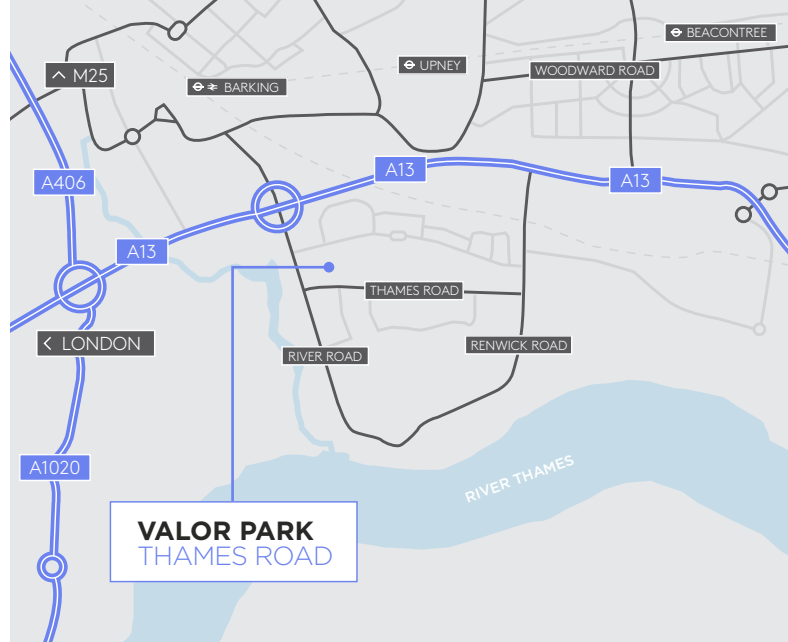 BEACONTREE
UPNEY
WOODWARD ROAD
M25
BARKING
A13
A406
A13
A13
THAMES ROAD
LONDON
RIVER ROAD
RENWICK ROAD
A1020
RIVER THAMES
VALOR PARK
THAMES ROAD